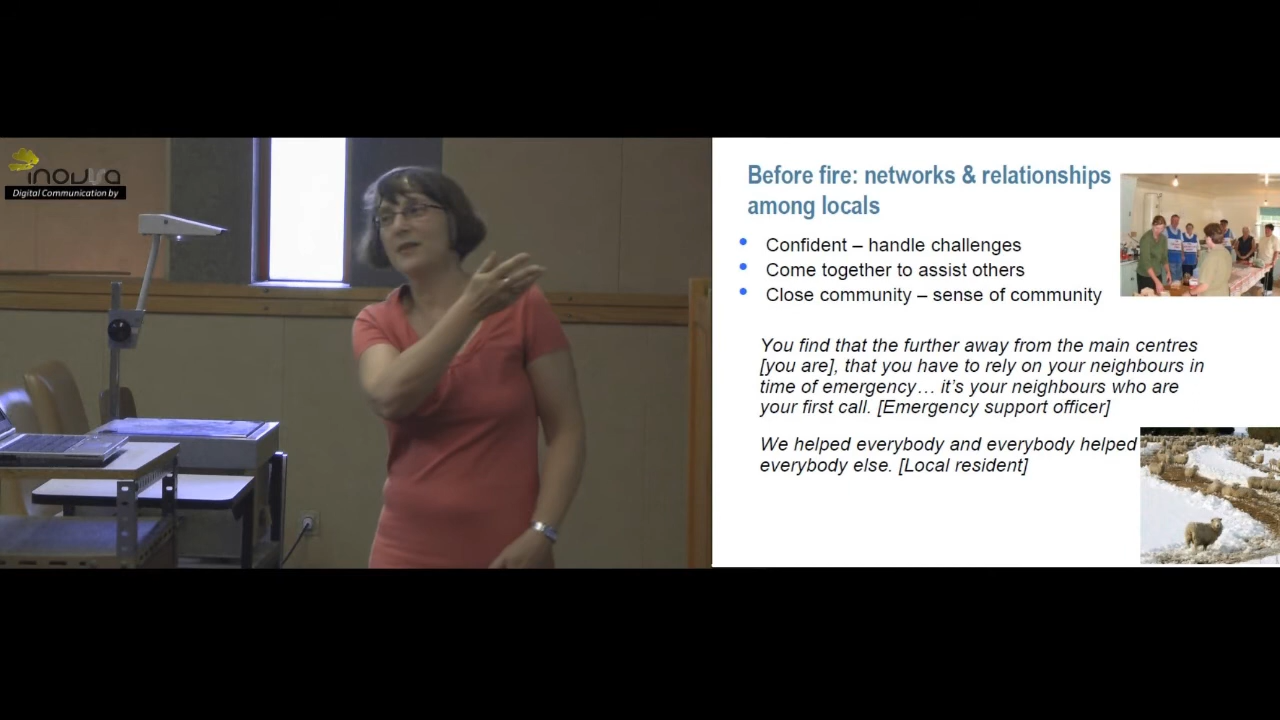 inovra
Digital Communication by
Before fire: networks & relationships
among locals
• Confident – handle challenges
• Come together to assist others
• Close community – sense of community
You find that the further away from the main centres
[you are], that you have to rely on your neighbours in
time of emergency… it's your neighbours who are
your first call. [Emergency support officer]
We helped everybody and everybody helped
everybody else. [Local resident]